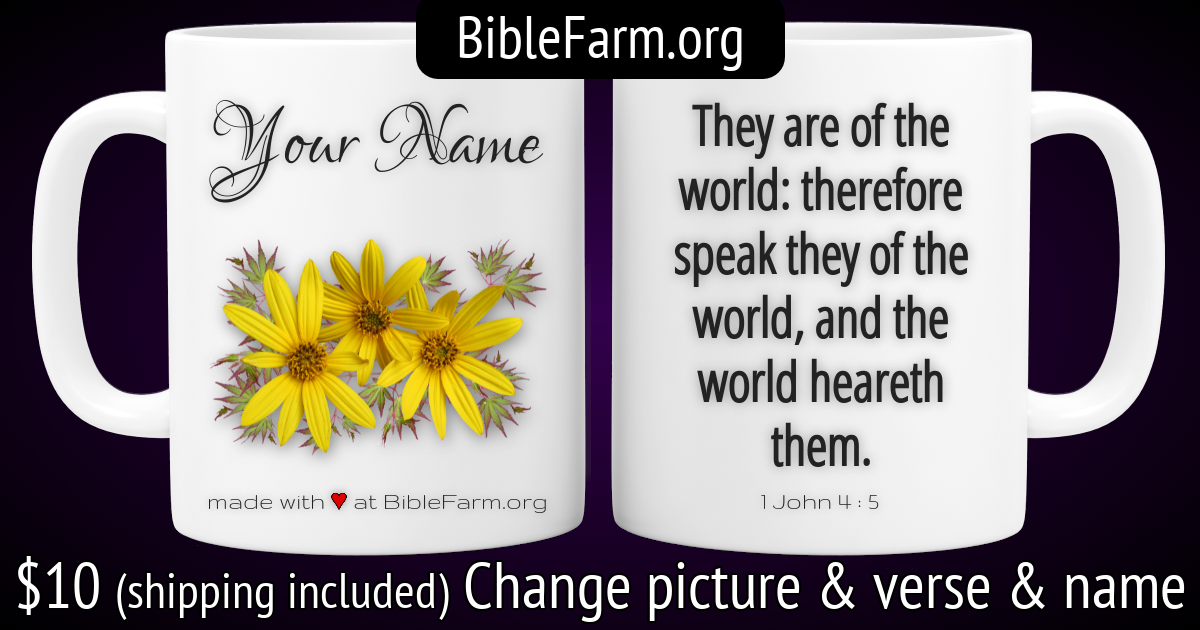 BibleFarm.org
Your Name
made with ♥ at BibleFarm.org
They are of the
world: therefore
speak they of the
world, and the
world heareth
them.
1 John 4 : 5
$10 (shipping included) Change picture & verse & name